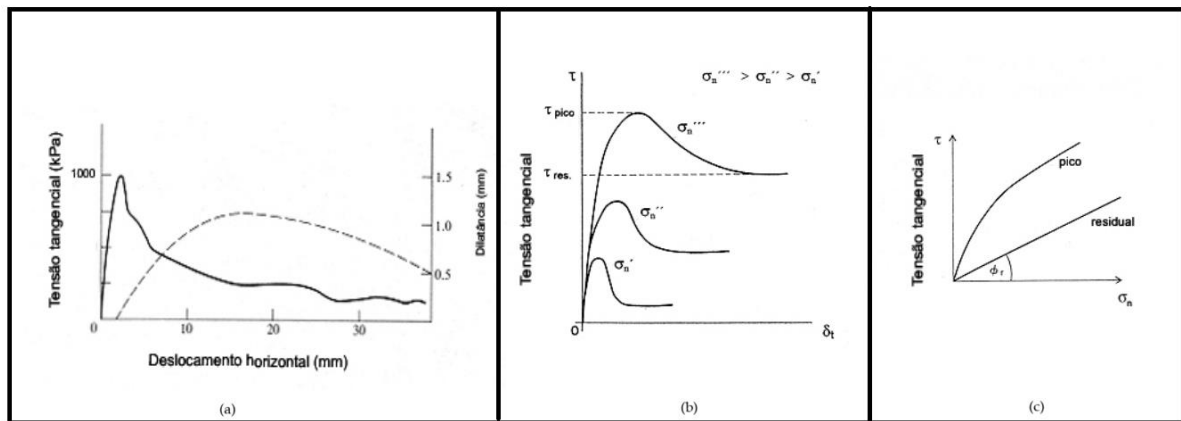 Tensão tangencial (kPa)
1000
0
10
20
30
Deslocamento horizontal (mm)
1.5
1.0
0.5
Dilatância (mm)
(a)
τ
σn´´´ > σn´´ > σn´
τ pico
σn´´´
τ res.
Tensão tangencial
σn´´
σn´
0
δt
(b)
Tensão tangencial
τ
pico
residual
ϕr
σn
(c)